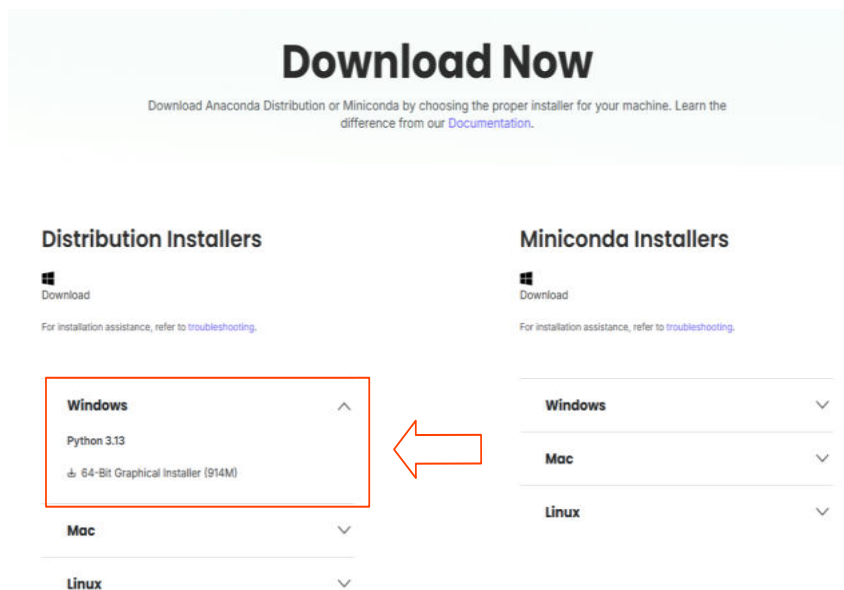 Download Now
Download Anaconda Distribution or Miniconda by choosing the proper installer for your machine. Learn the
difference from our Documentation.
Distribution Installers
Download
For installation assistance, refer to troubleshooting.
Windows
Python 3.13
64-Bit Graphical Installer (914M)
Mac
Linux
Miniconda Installers
Download
For installation assistance, refer to troubleshooting.
Windows
Mac
Linux